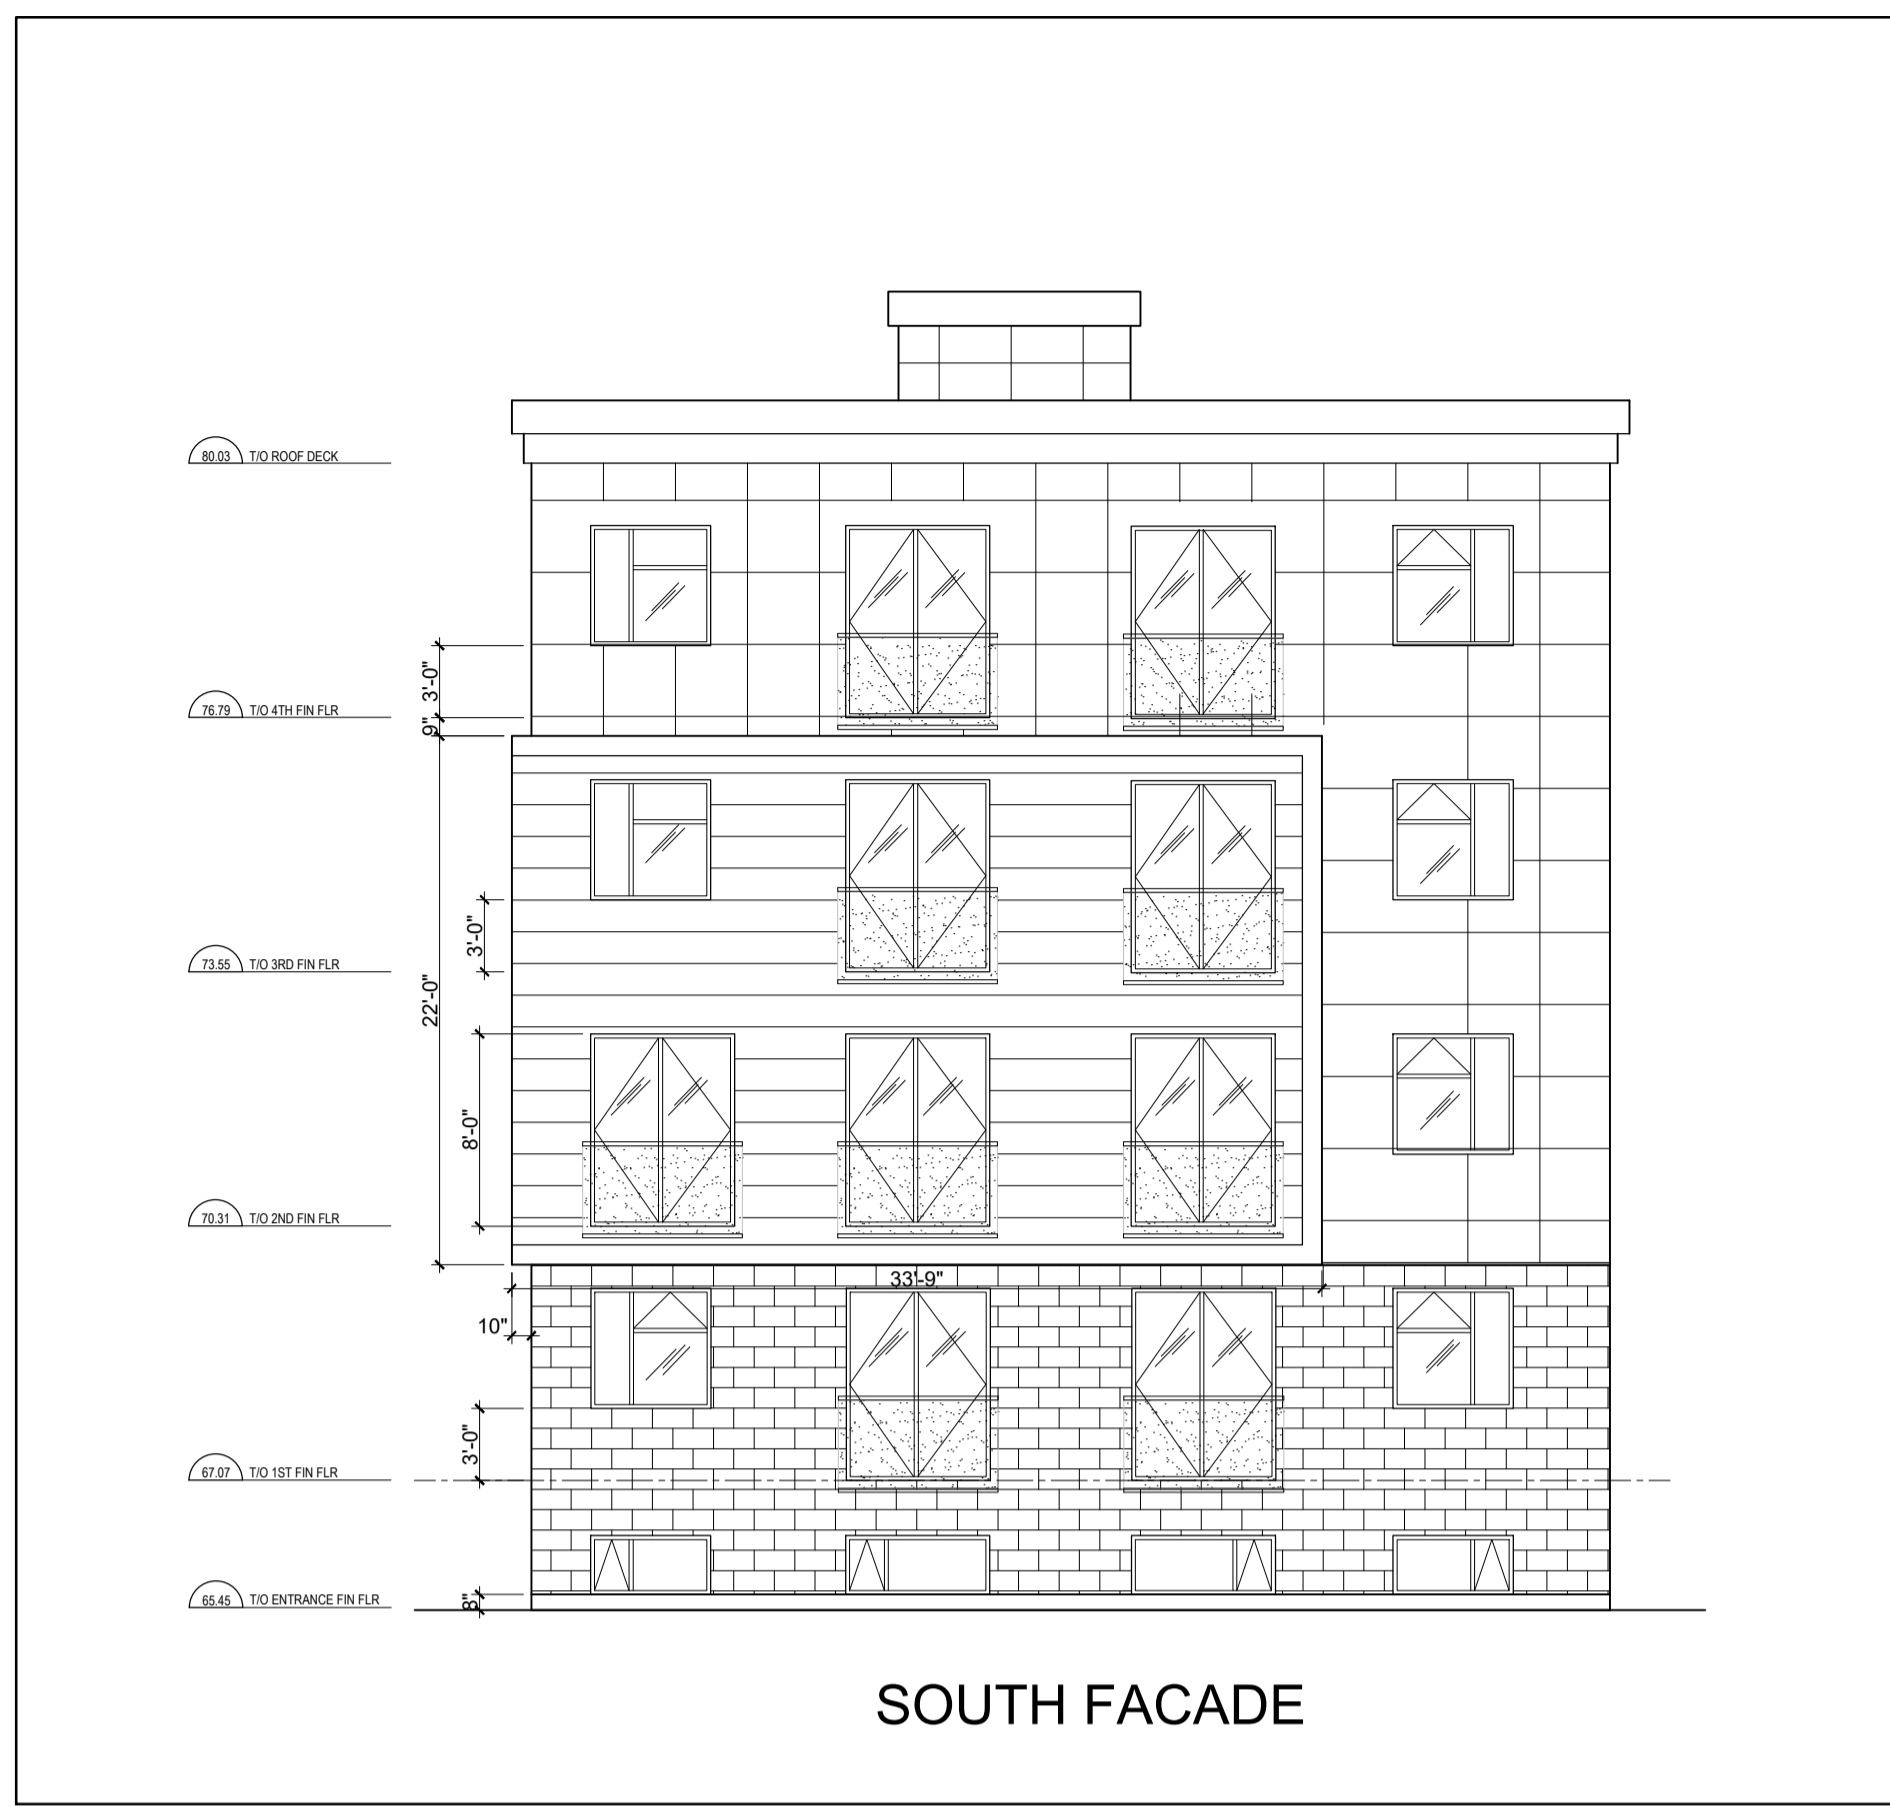 80.03 T/O ROOF DECK
3'-0"
76.79 T/O 4TH FIN FLR
9"
3'-0"
73.55 T/O 3RD FIN FLR
22'-0"
8'-0"
70.31 T/O 2ND FIN FLR
33'-9"
10"
3'-0"
67.07 T/O 1ST FIN FLR
65.45 T/O ENTRANCE FIN FLR
8"
SOUTH FACADE